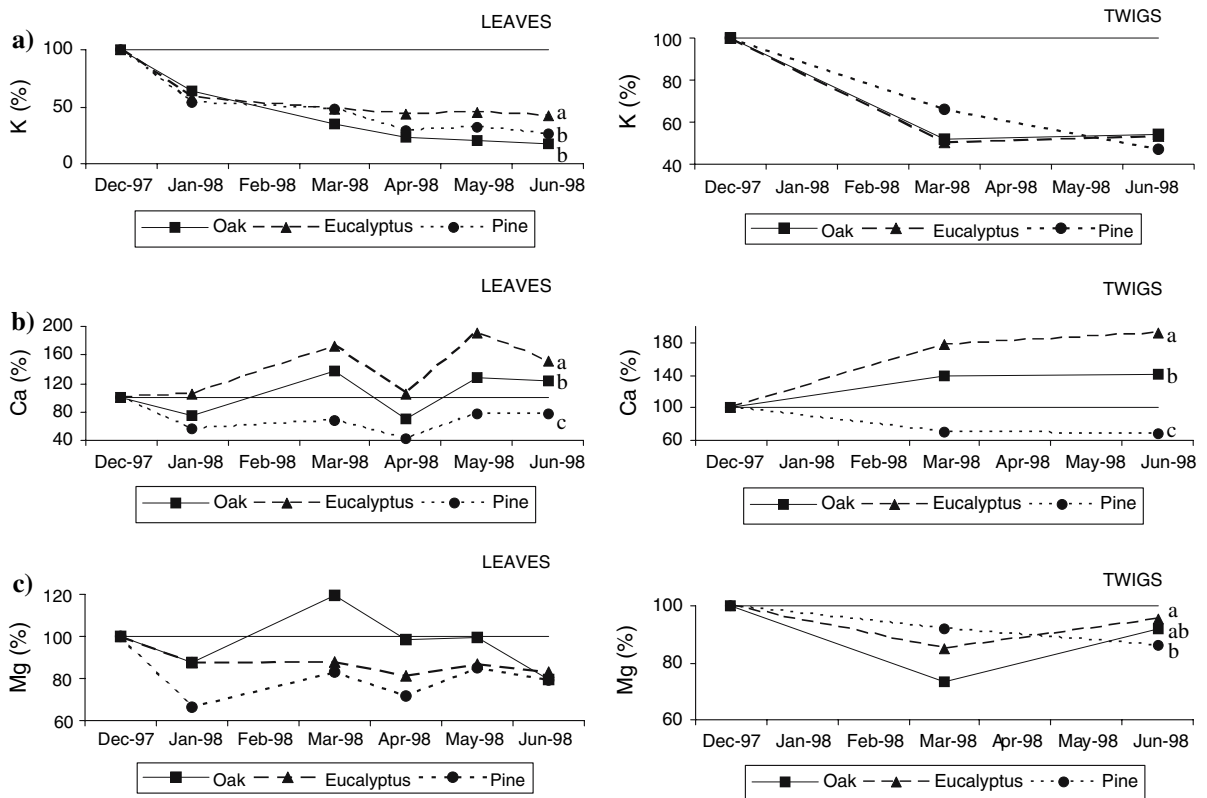 a)
LEAVES
K (%)
100
50
0
Dec-97 Jan-98 Feb-98 Mar-98 Apr-98 May-98 Jun-98
a
b
b
Oak Eucalyptus Pine
TWIGS
K (%)
100
80
60
40
Dec-97 Jan-98 Feb-98 Mar-98 Apr-98 May-98 Jun-98
Oak Eucalyptus Pine
b)
LEAVES
Ca (%)
200
160
120
80
40
Dec-97 Jan-98 Feb-98 Mar-98 Apr-98 May-98 Jun-98
a
b
c
Oak Eucalyptus Pine
TWIGS
Ca (%)
180
140
100
60
Dec-97 Jan-98 Feb-98 Mar-98 Apr-98 May-98 Jun-98
a
b
c
Oak Eucalyptus Pine
c)
LEAVES
Mg (%)
120
100
80
60
Dec-97 Jan-98 Feb-98 Mar-98 Apr-98 May-98 Jun-98
Oak Eucalyptus Pine
TWIGS
Mg (%)
100
80
60
Dec-97 Jan-98 Feb-98 Mar-98 Apr-98 May-98 Jun-98
a
ab
b
Oak Eucalyptus Pine